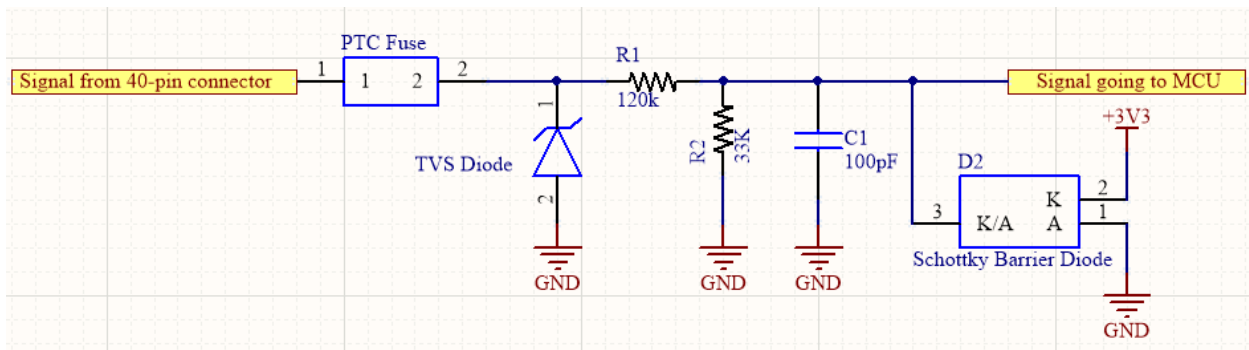 PTC Fuse
Signal from 40-pin connector
1
1
2
2
R1
120k
Signal going to MCU
+3V3
1
TVS Diode
2
R2
33K
C1
100pF
D2
3
K/A
K
A
2
1
Schottky Barrier Diode
GND
GND
GND
GND